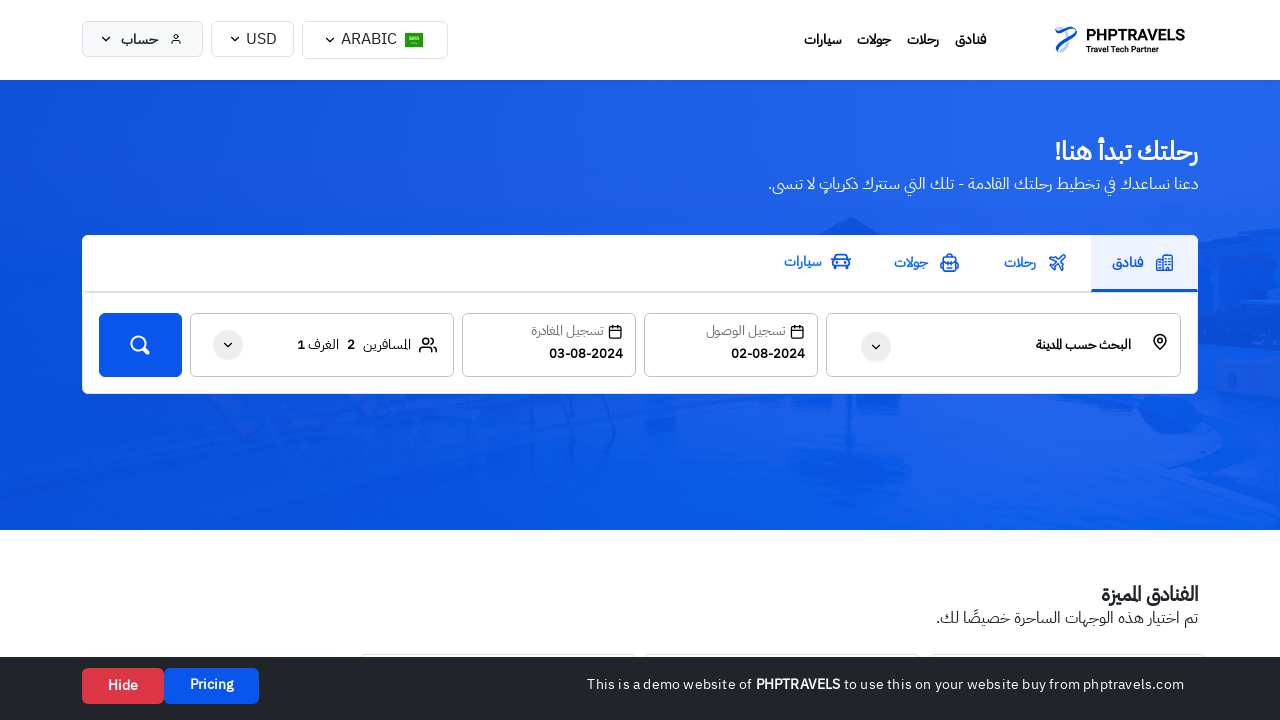 PHPTRAVELS
Travel Tech Partner
فنادق رحلات جولات سيارات
ARABIC
USD
حساب
رحلتك تبدأ هنا!
دعنا نساعدك في تخطيط رحلتك القادمة - تلك التي ستترك ذكرياتٍ لا تنسى.
فنادق رحلات جولات سيارات
البحث حسب المدينة
تسجيل الوصول
02-08-2024
تسجيل المغادرة
03-08-2024
المسافرين 2 الغرف 1
الفنادق المميزة
تم اختيار هذه الوجهات الساحرة خصيصًا لك.
This is a demo website of PHPTRAVELS to use this on your website buy from phptravels.com
Pricing
Hide